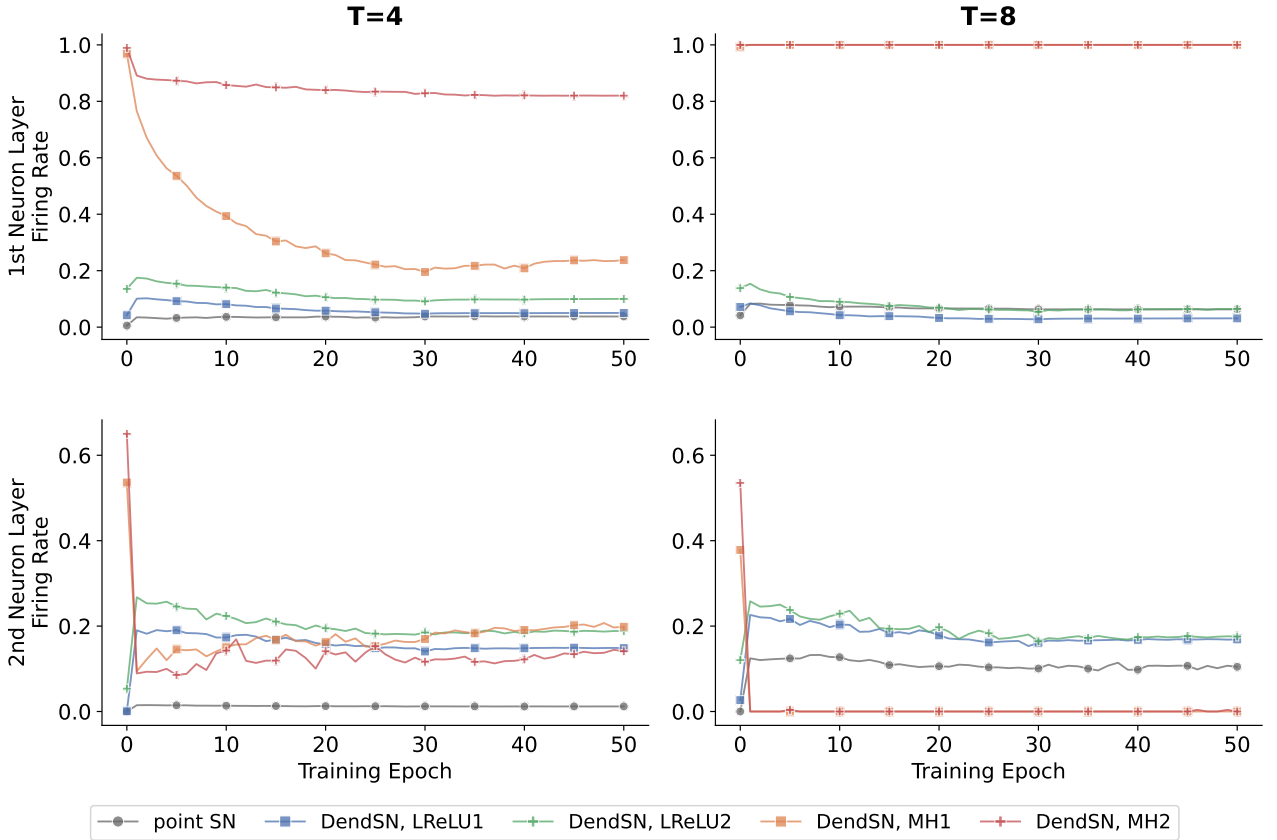 T=4
T=8
1st Neuron Layer
Firing Rate
1.0
0.8
0.6
0.4
0.2
0.0
0 10 20 30 40 50
1.0
0.8
0.6
0.4
0.2
0.0
0 10 20 30 40 50
2nd Neuron Layer
Firing Rate
0.6
0.4
0.2
0.0
0 10 20 30 40 50
Training Epoch
0.6
0.4
0.2
0.0
0 10 20 30 40 50
Training Epoch
point SN DendSN, LReLU1 DendSN, LReLU2 DendSN, MH1 DendSN, MH2